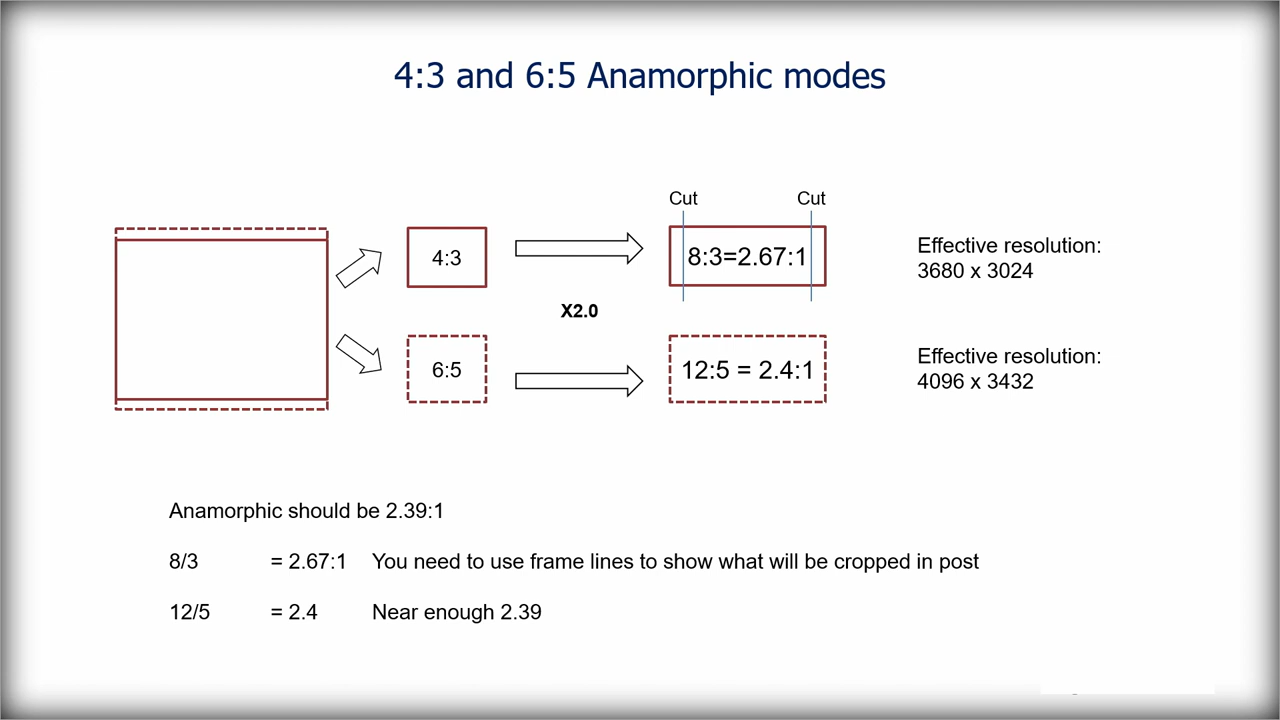 4:3 and 6:5 Anamorphic modes
Cut Cut
4:3
8:3=2.67:1
Effective resolution:
3680 x 3024
X2.0
6:5
12:5 = 2.4:1
Effective resolution:
4096 x 3432
Anamorphic should be 2.39:1
8/3 = 2.67:1 You need to use frame lines to show what will be cropped in post
12/5 = 2.4 Near enough 2.39